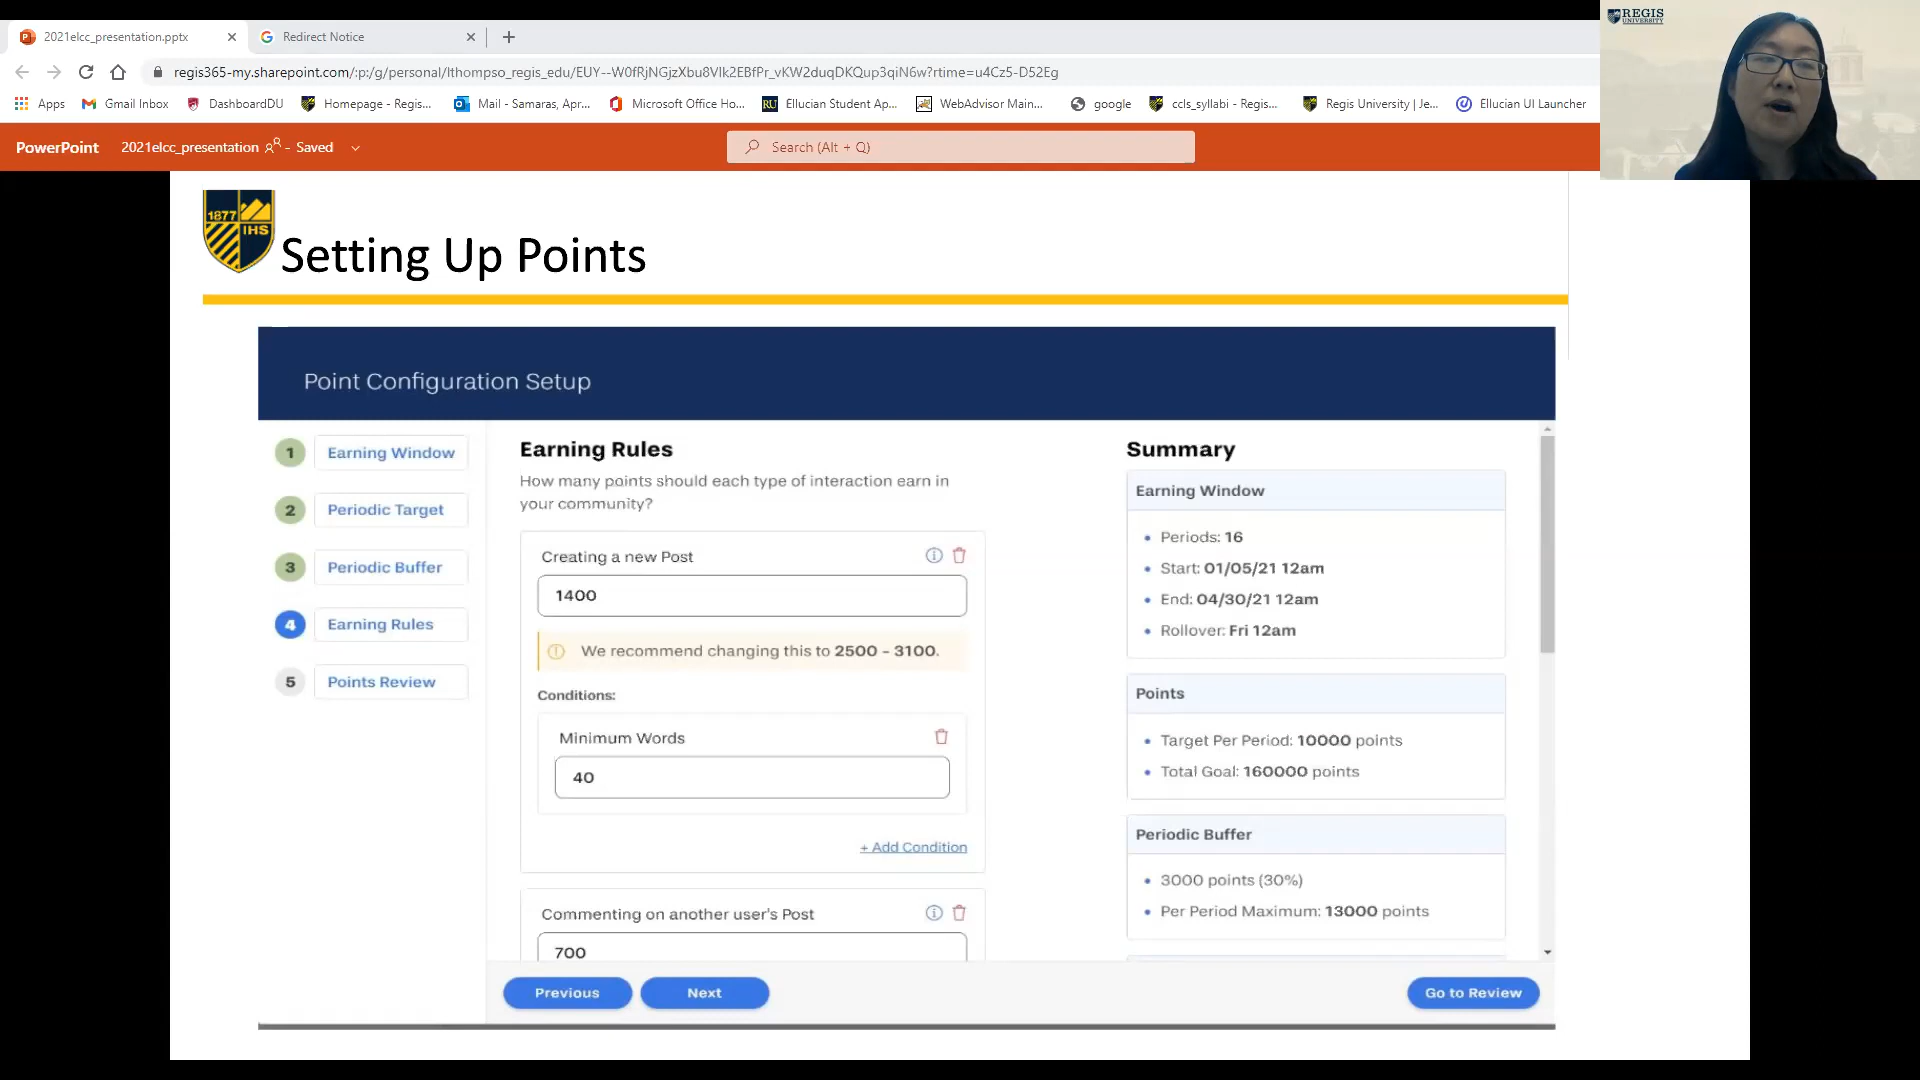 2021elcc_presentation.pptx
Redirect Notice
regis365-my.sharepoint.com/:p:/g/personal/lthompso_regis_edu/EUY--W0fRjNGjzXbu8Vlk2EBfPr_vKW2duqDKQup3qiN6w?rtime=u4Cz5-D52Eg
Apps Gmail Inbox DashboardDU Homepage - Regis... Mail - Samaras, Apr... Microsoft Office Ho... Ellucian Student Ap... WebAdvisor Main... google ccls_syllabi - Regis... Regis University | Je... Ellucian UI Launcher
REGIS
UNIVERSITY
PowerPoint 2021elcc_presentation - Saved
Search (Alt + Q)
1877
IHS
Setting Up Points
Point Configuration Setup
1 Earning Window
2 Periodic Target
3 Periodic Buffer
4 Earning Rules
5 Points Review
Earning Rules
How many points should each type of interaction earn in
your community?
Creating a new Post
1400
We recommend changing this to 2500 - 3100.
Conditions:
Minimum Words
40
+ Add Condition
Commenting on another user's Post
700
Previous
Next
Summary
Earning Window
Periods: 16
Start: 01/05/21 12am
End: 04/30/21 12am
Rollover: Fri 12am
Points
Target Per Period: 10000 points
Total Goal: 160000 points
Periodic Buffer
3000 points (30%)
Per Period Maximum: 13000 points
Go to Review